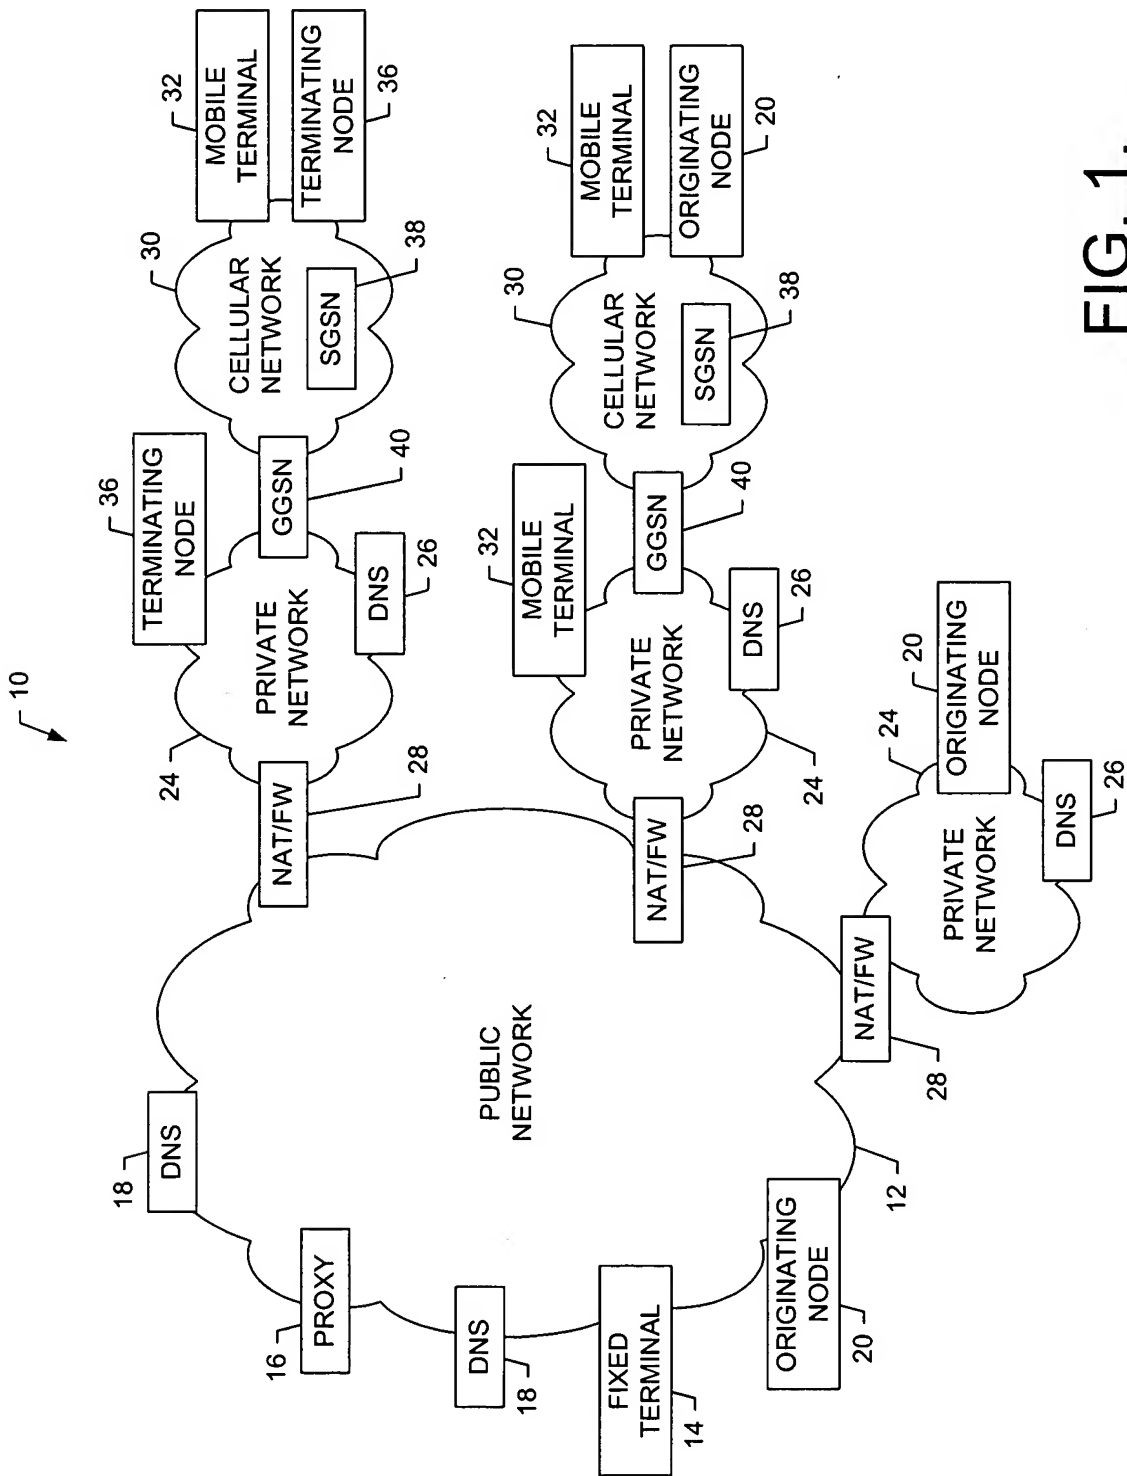 10
18
DNS
16
PROXY
18
DNS
14
FIXED
TERMINAL
20
ORIGINATING
NODE
12
PUBLIC
NETWORK
28
NAT/FW
24
PRIVATE
NETWORK
36
TERMINATING
NODE
26
DNS
40
GGSN
30
CELLULAR
NETWORK
38
SGSN
32
MOBILE
TERMINAL
36
TERMINATING
NODE
28
NAT/FW
24
PRIVATE
NETWORK
32
MOBILE
TERMINAL
26
DNS
40
GGSN
30
CELLULAR
NETWORK
38
SGSN
32
MOBILE
TERMINAL
20
ORIGINATING
NODE
28
NAT/FW
24
PRIVATE
NETWORK
20
ORIGINATING
NODE
26
DNS
FIG. 1.